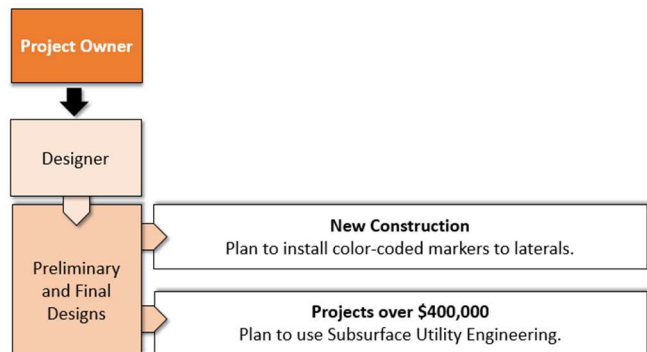 Project Owner
Designer
Preliminary
and Final
Designs
New Construction
Plan to install color-coded markers to laterals.
Projects over $400,000
Plan to use Subsurface Utility Engineering.